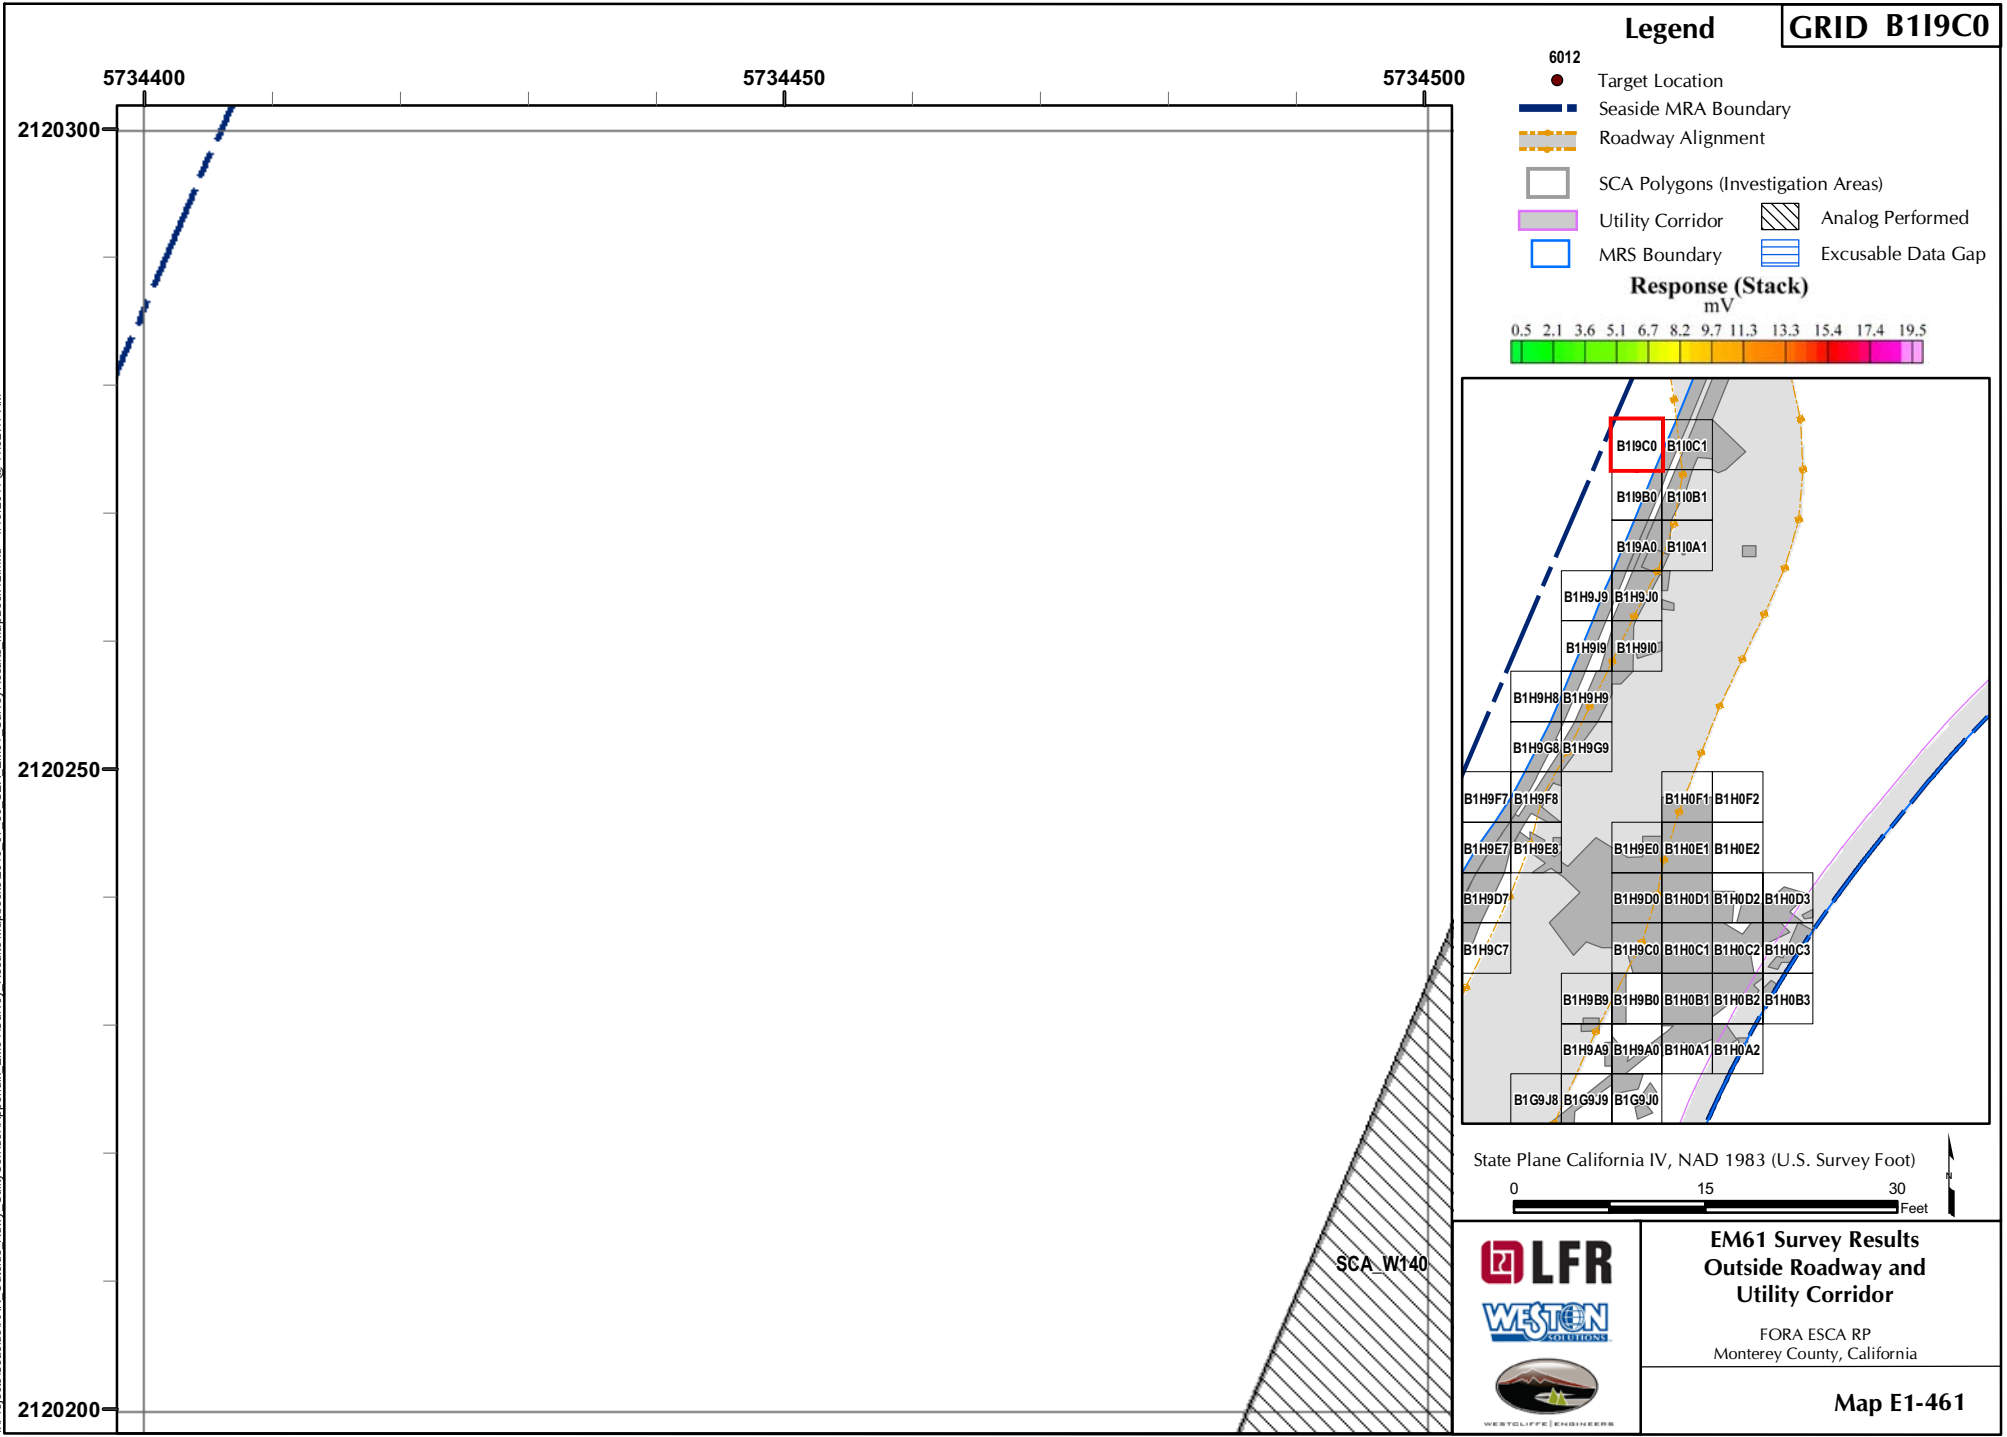 GRID B1I9C0
Legend
6012
Target Location
Seaside MRA Boundary
Roadway Alignment
SCA Polygons (Investigation Areas)
Utility Corridor
Analog Performed
MRS Boundary
Excusable Data Gap
Response (Stack)
mV
0.5 2.1 3.6 5.1 6.7 8.2 9.7 11.3 13.3 15.4 17.4 19.5
5734400 5734450 5734500
2120300
2120250
2120200
SCA_W140
B1I9C0 B1I0C1
B1I9B0 B1I0B1
B1I9A0 B1I0A1
B1H9J9 B1H9J0
B1H9I9 B1H9I0
B1H9H8 B1H9H9
B1H9G8 B1H9G9
B1H9F7 B1H9F8 B1H0F1 B1H0F2
B1H9E7 B1H9E8 B1H9E0 B1H0E1 B1H0E2
B1H9D7 B1H9D0 B1H0D1 B1H0D2 B1H0D3
B1H9C7 B1H9C0 B1H0C1 B1H0C2 B1H0C3
B1H9B9 B1H9B0 B1H0B1 B1H0B2 B1H0B3
B1H9A9 B1H9A0 B1H0A1 B1H0A2
B1G9J8 B1G9J9 B1G9J0
State Plane California IV, NAD 1983 (U.S. Survey Foot)
0 15 30
Feet
N
LFR
WESTON
SOLUTIONS
WESTCLIFFE ENGINEERS
EM61 Survey Results
Outside Roadway and
Utility Corridor
FORA ESCA RP
Monterey County, California
Map E1-461